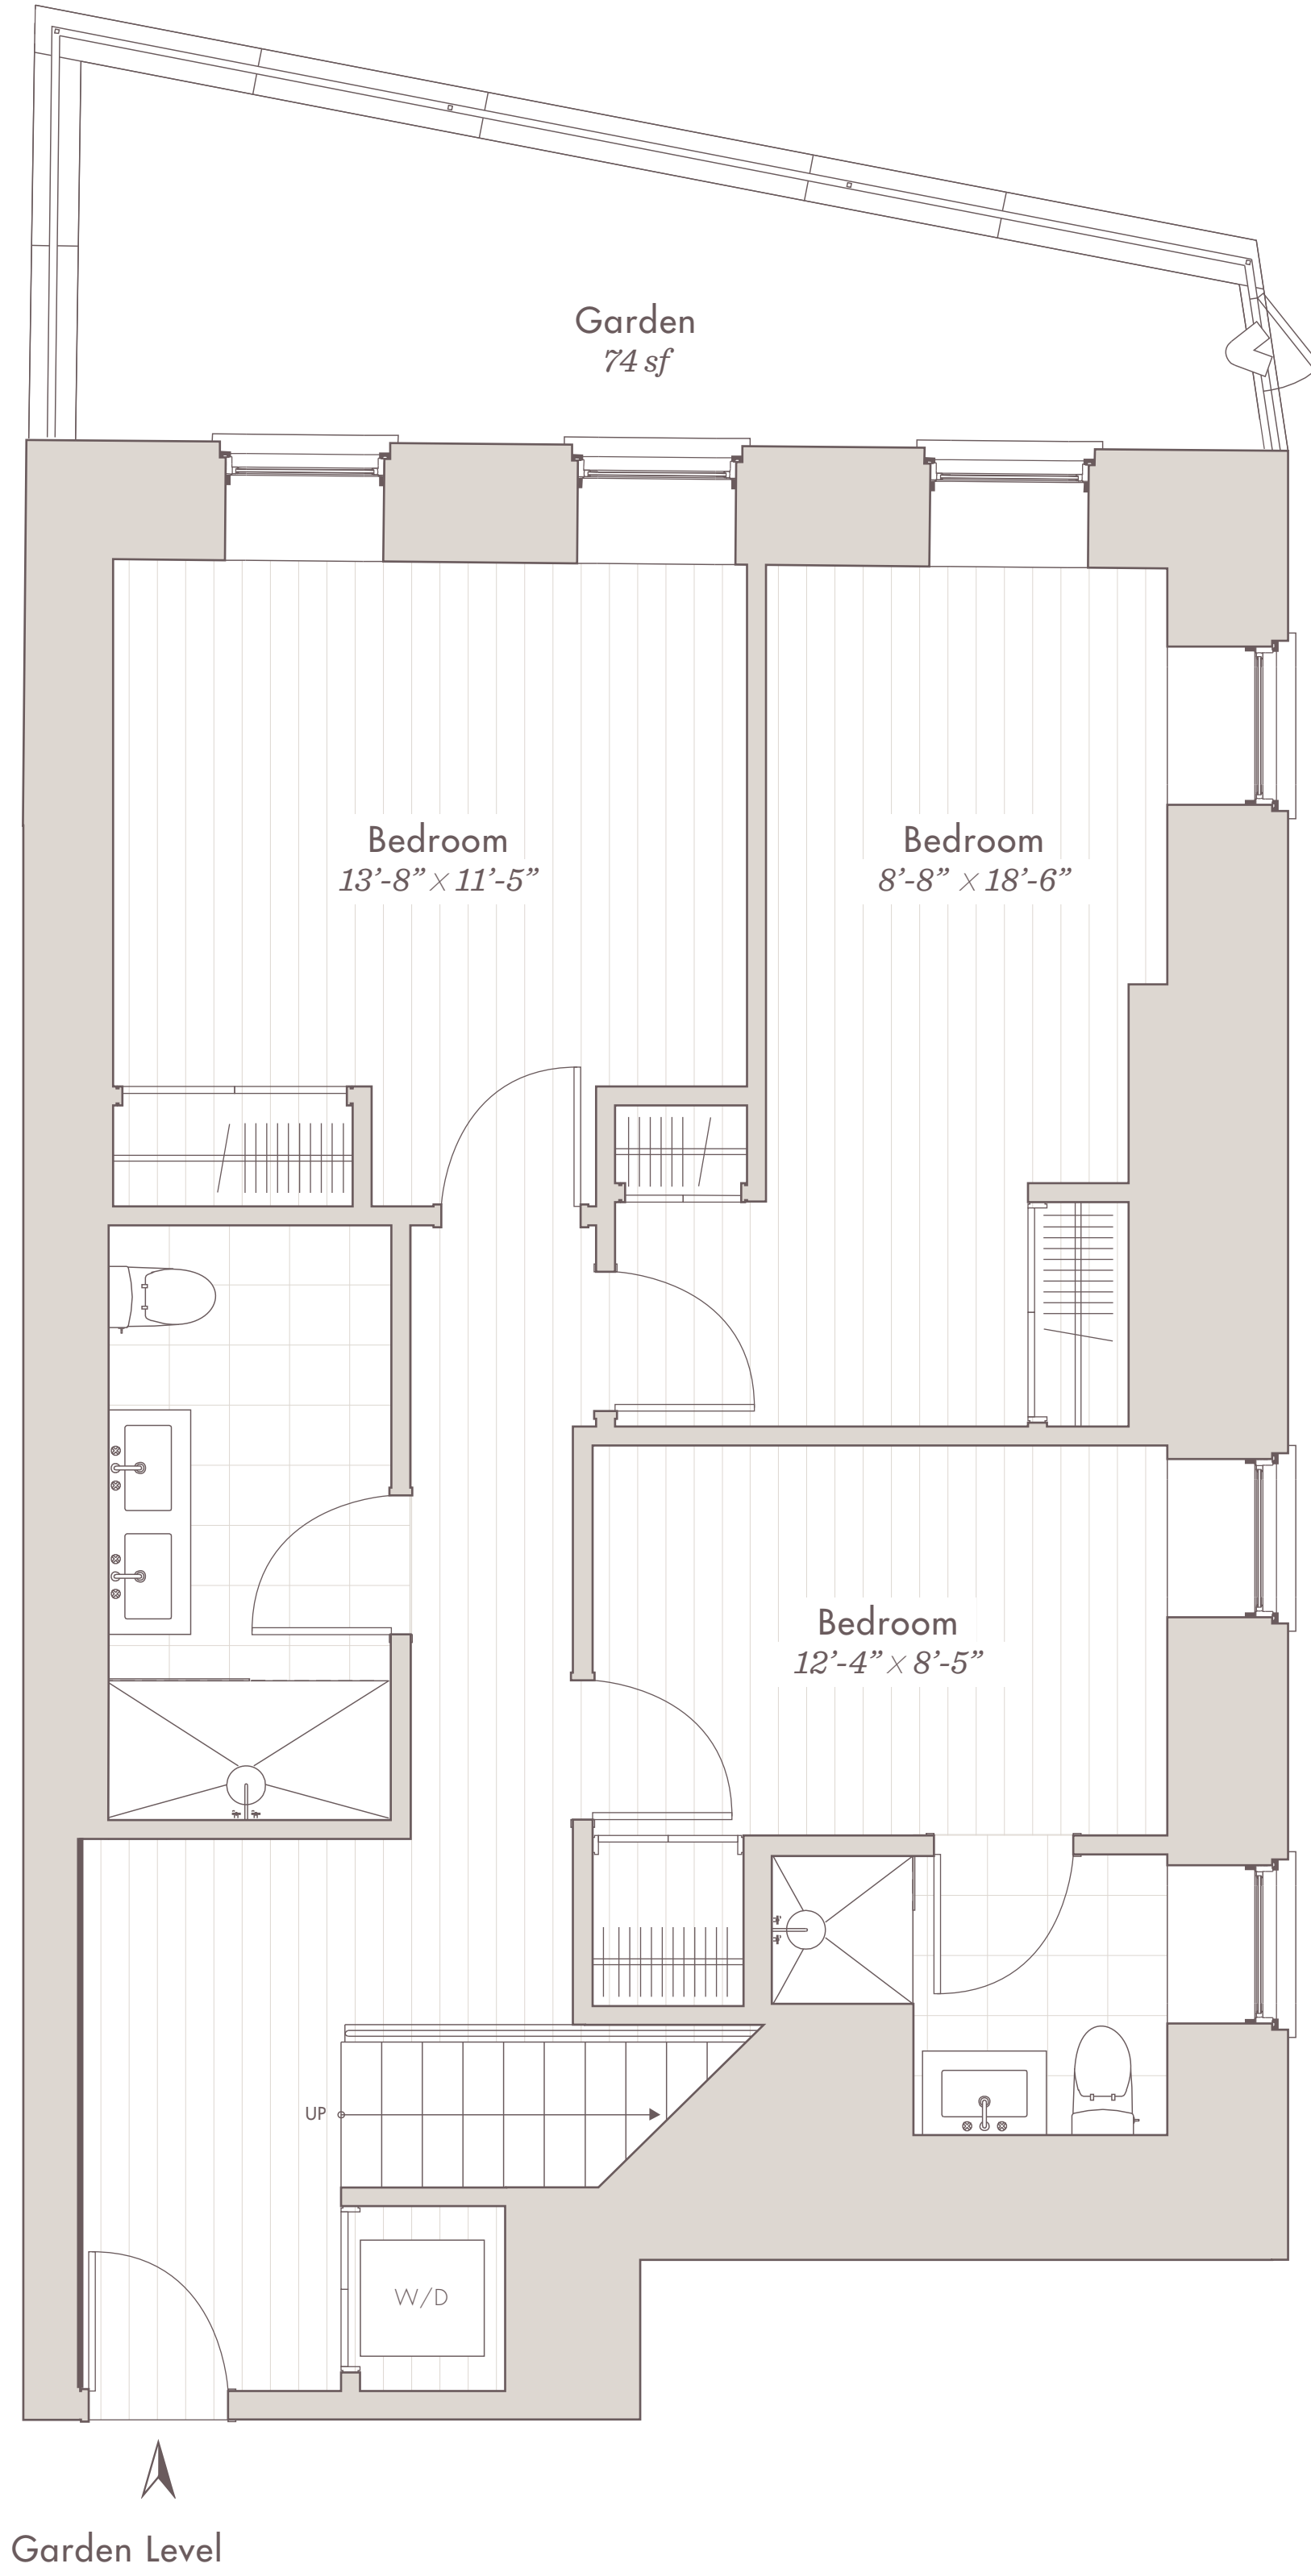 Garden
74 sf
Bedroom
13’-8” × 11’-5”
Bedroom
8’-8” × 18’-6”
Bedroom
12’-4” × 8’-5”
UP
W/D
Garden Level